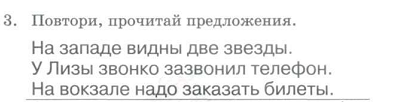 3. Повтори, прочитай предложения.
На западе видны две звезды.
У Лизы звонко зазвонил телефон.
На вокзале надо заказать билеты.